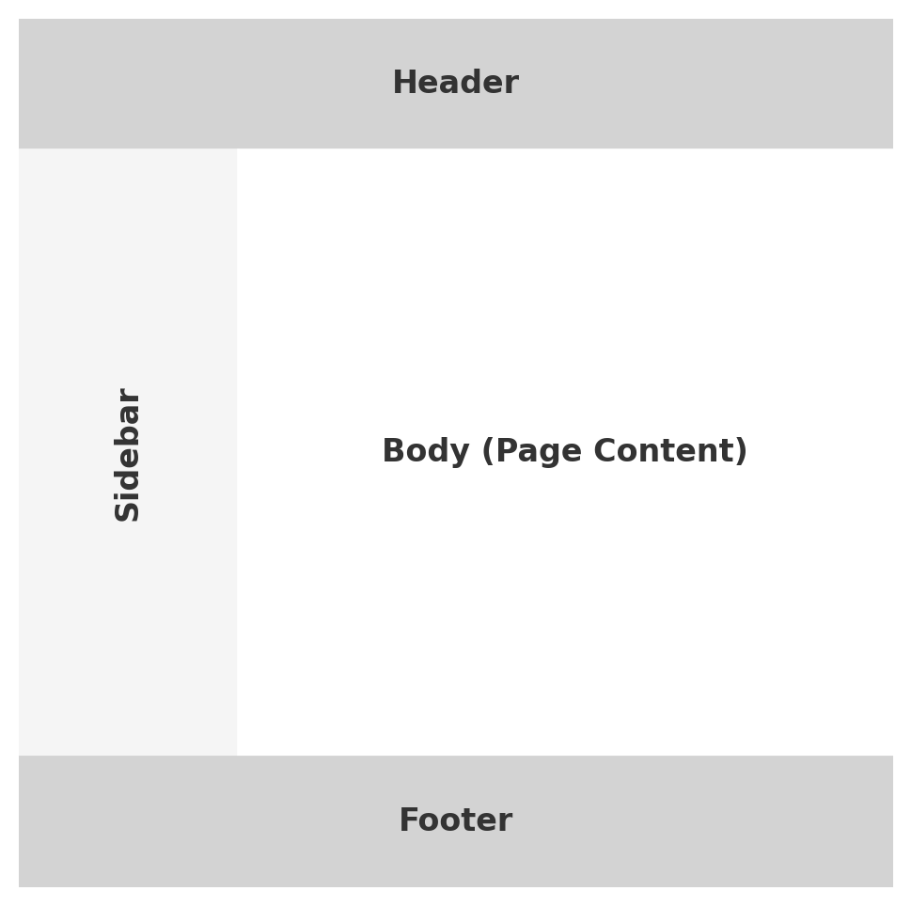 Header
Sidebar
Body (Page Content)
Footer